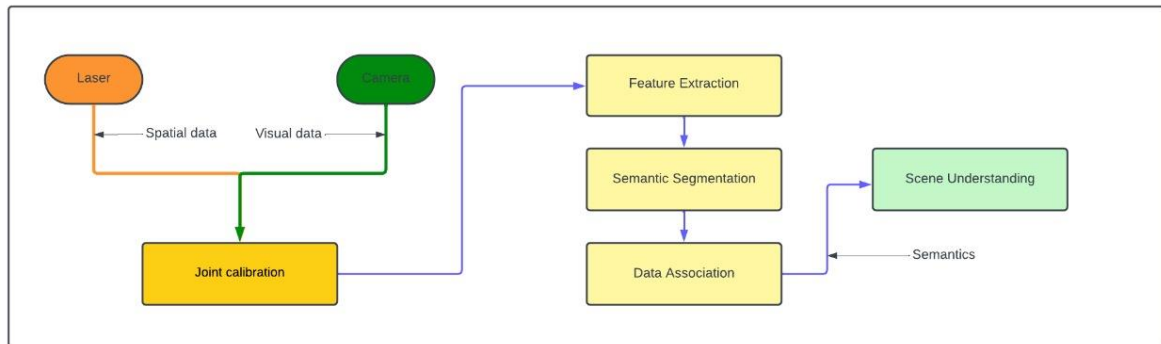 Laser
Camera
Spatial data
Visual data
Joint calibration
Feature Extraction
Semantic Segmentation
Data Association
Scene Understanding
Semantics